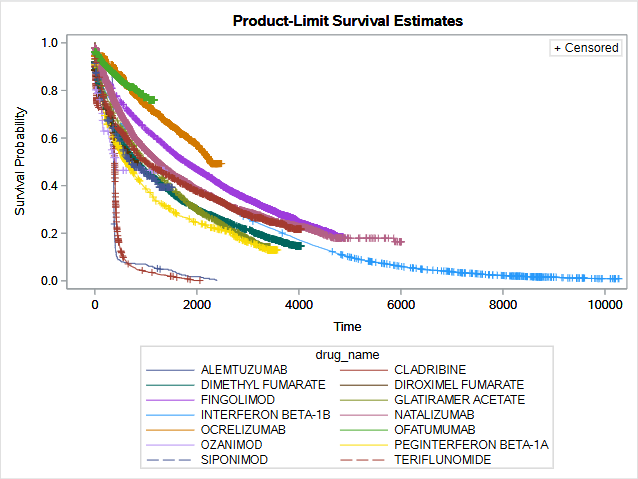 Product-Limit Survival Estimates
+ Censored
1.0
0.8
0.6
0.4
0.2
0.0
Survival Probability
0 2000 4000 6000 8000 10000
Time
drug_name
ALEMTUZUMAB CLADRIBINE
DIMETHYL FUMARATE DIROXIMEL FUMARATE
FINGOLIMOD GLATIRAMER ACETATE
INTERFERON BETA-1B NATALIZUMAB
OCRELIZUMAB OFATUMUMAB
OZANIMOD PEGINTERFERON BETA-1A
SIPONIMOD TERIFLUNOMIDE